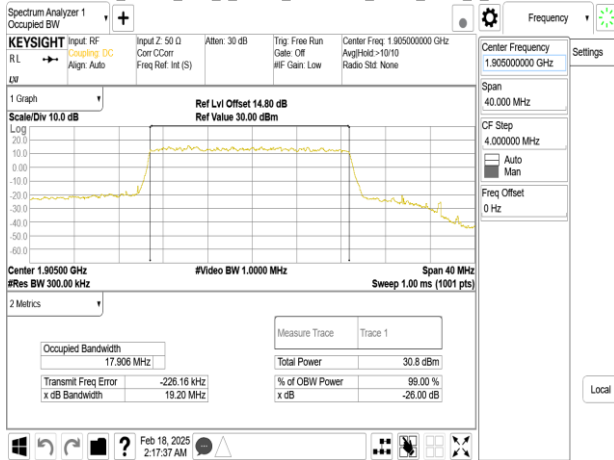 Spectrum Analyzer 1
Occupied BW
Frequency
KEYSIGHT
RL
Input: RF
Coupling: DC
Align: Auto
Input Z: 50 Ω
Corr CCorr
Freq Ref: Int (S)
Atten: 30 dB
Trig: Free Run
Gate: Off
#IF Gain: Low
Center Freq: 1.905000000 GHz
Avg|Hold:>10/10
Radio Std: None
LXI
1 Graph
Scale/Div 10.0 dB
Ref Lvl Offset 14.80 dB
Ref Value 30.00 dBm
Log
20.0
10.0
0.00
-10.0
-20.0
-30.0
-40.0
-50.0
-60.0
Center 1.90500 GHz
#Res BW 300.00 kHz
#Video BW 1.0000 MHz
Span 40 MHz
Sweep 1.00 ms (1001 pts)
2 Metrics
Measure Trace Trace 1
Occupied Bandwidth
17.906 MHz
Total Power 30.8 dBm
Transmit Freq Error -226.16 kHz
% of OBW Power 99.00 %
x dB Bandwidth 19.20 MHz
x dB -26.00 dB
Center Frequency
1.905000000 GHz
Settings
Span
40.000 MHz
CF Step
4.000000 MHz
Auto
Man
Freq Offset
0 Hz
Local
?
Feb 18, 2025
2:17:37 AM